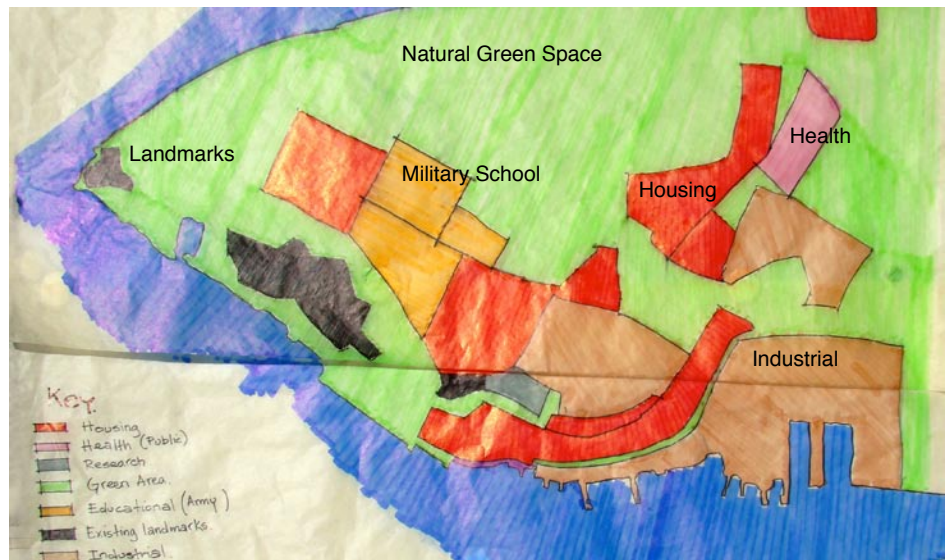 Natural Green Space
Landmarks
Health
Military School
Housing
Industrial
Key.
Housing
Health (Public)
Research
Green Area.
Educational (Army)
Existing landmarks.
Industrial.